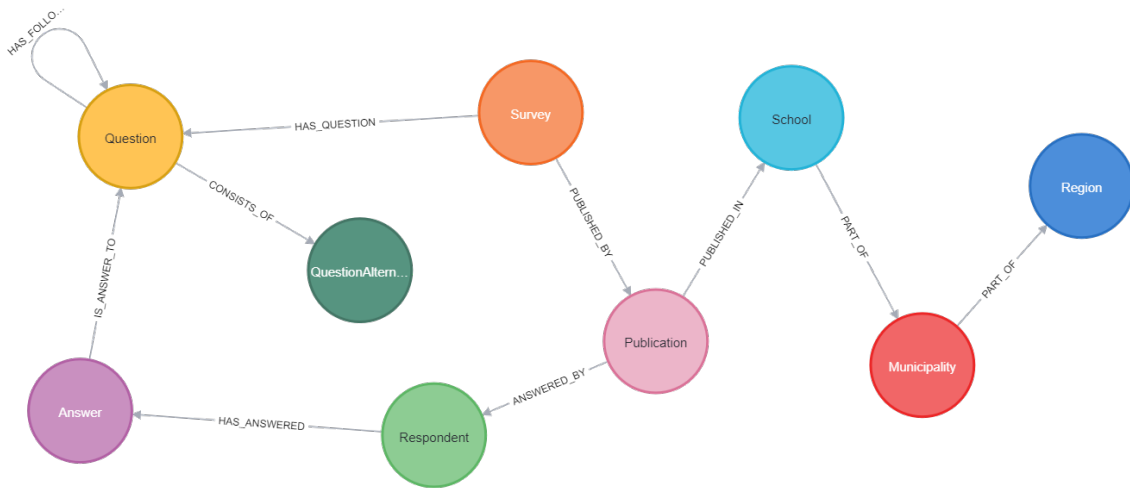 HAS_FOLLO...
Question
HAS_QUESTION
Survey
School
Region
CONSISTS_OF
PUBLISHED_BY
PUBLISHED_IN
PART_OF
PART_OF
IS_ANSWER_TO
QuestionAltern...
Publication
Municipality
ANSWERED_BY
Answer
HAS_ANSWERED
Respondent